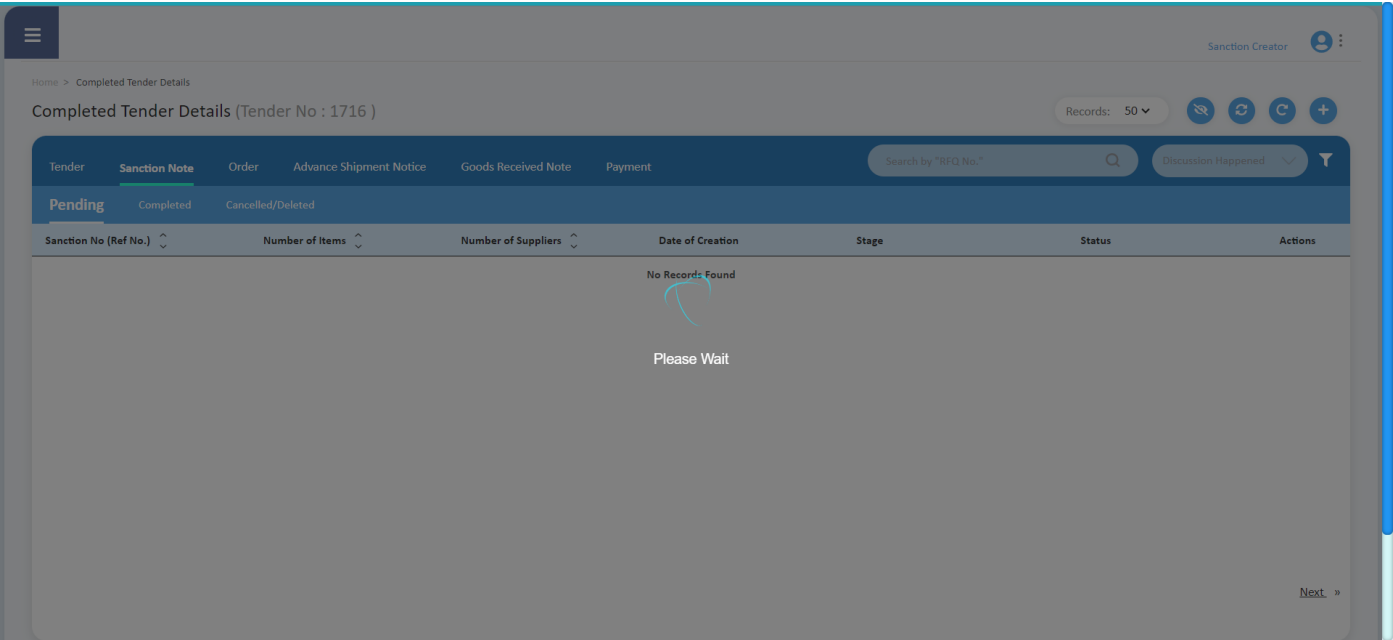 Sanction Creator
Home > Completed Tender Details
Completed Tender Details (Tender No : 1716 )
Records: 50
Tender Sanction Note Order Advance Shipment Notice Goods Received Note Payment Search by "RFQ No." Discussion Happened
Pending Completed Cancelled/Deleted
Sanction No (Ref No.) Number of Items Number of Suppliers Date of Creation Stage Status Actions
No Records Found
Please Wait
Next »